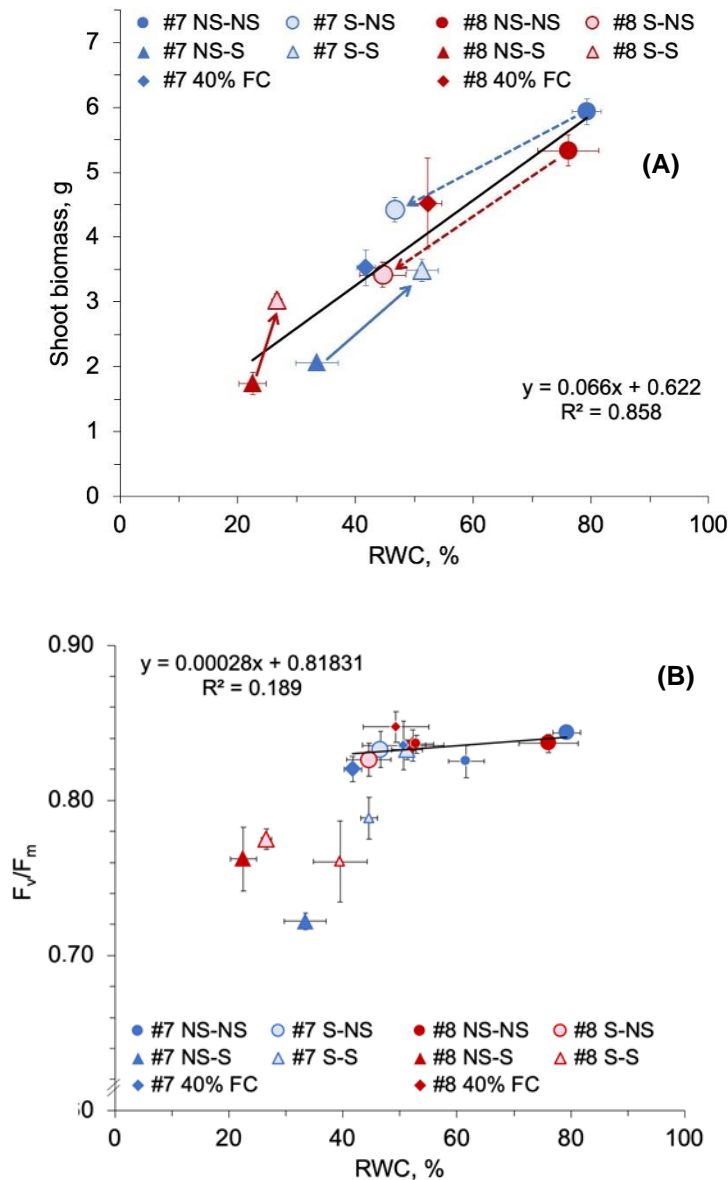 #7 NS-NS #7 S-NS #8 NS-NS #8 S-NS
#7 NS-S #7 S-S #8 NS-S #8 S-S
#7 40% FC #8 40% FC
(A)
Shoot biomass, g
7
6
5
4
3
2
1
0
y = 0.066x + 0.622
R² = 0.858
0 20 40 60 80 100
RWC, %
y = 0.00028x + 0.81831
R² = 0.189
(B)
Fv/Fm
0.90
0.80
0.70
#7 NS-NS #7 S-NS #8 NS-NS #8 S-NS
#7 NS-S #7 S-S #8 NS-S #8 S-S
#7 40% FC #8 40% FC
0 20 40 60 80 100
RWC, %